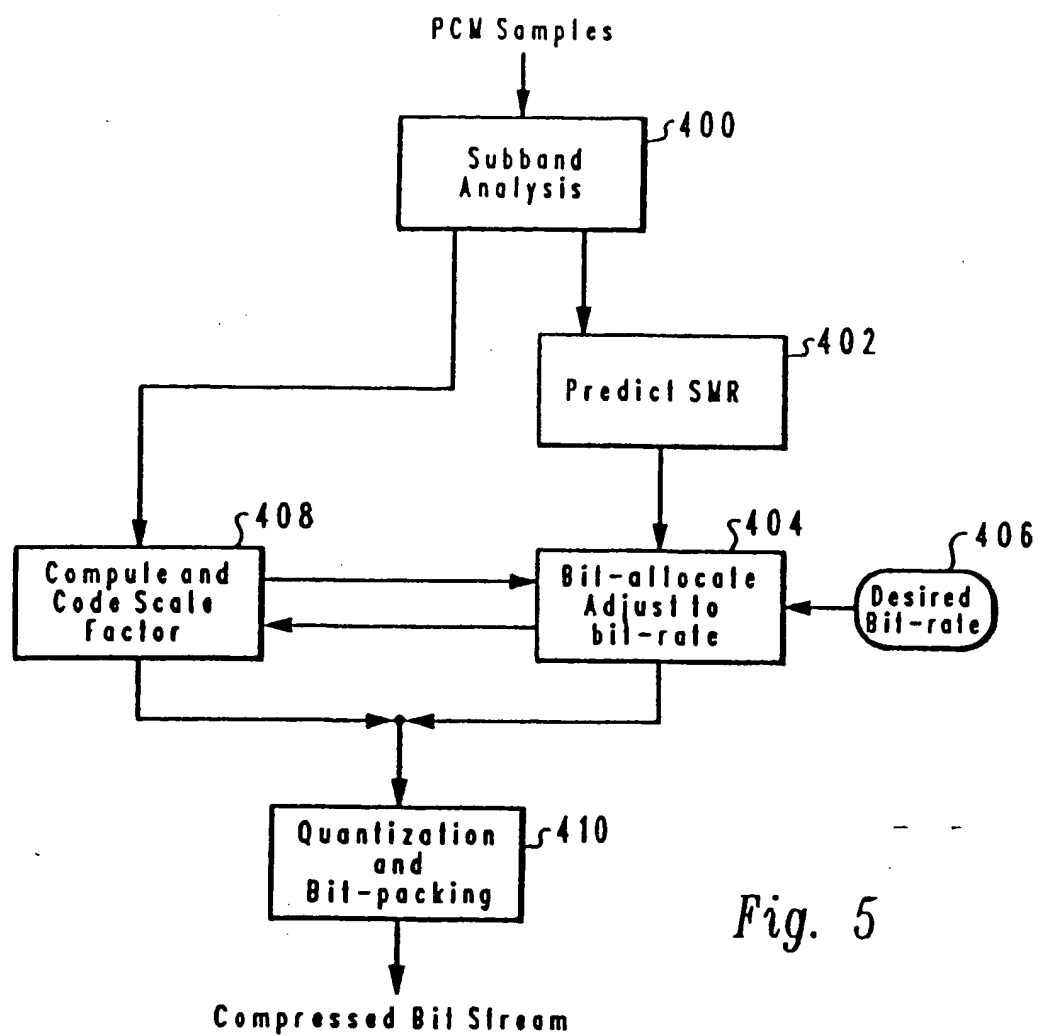 PCM Samples
400
Subband
Analysis
402
Predict SMR
408
Compute and
Code Scale
Factor
404
Bit-allocate
Adjust to
bit-rate
406
Desired
Bit-rate
Quantization
and
Bit-packing
410
Fig. 5
Compressed Bit Stream